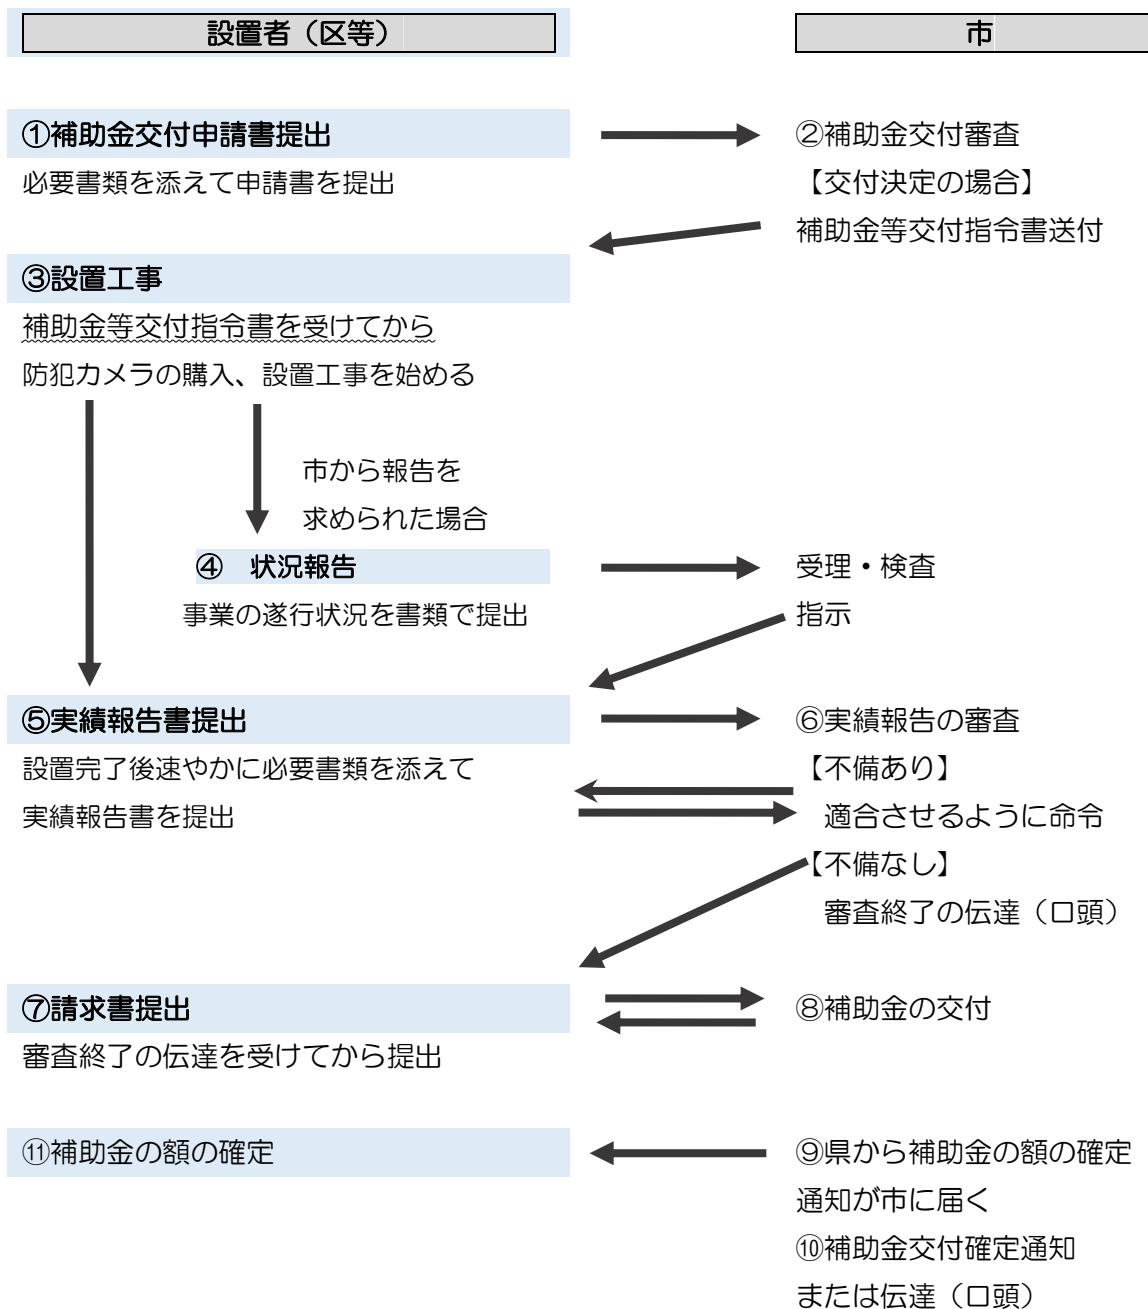 設置者（区等）
市
①補助金交付申請書提出
②補助金交付審査
必要書類を添えて申請書を提出
【交付決定の場合】
補助金等交付指令書送付
③設置工事
補助金等交付指令書を受けてから
防犯カメラの購入、設置工事を始める
市から報告を
求められた場合
④　状況報告
受理・検査
事業の遂行状況を書類で提出
指示
⑤実績報告書提出
⑥実績報告の審査
設置完了後速やかに必要書類を添えて
【不備あり】
実績報告書を提出
適合させるように命令
【不備なし】
審査終了の伝達（口頭）
⑦請求書提出
⑧補助金の交付
審査終了の伝達を受けてから提出
⑪補助金の額の確定
⑨県から補助金の額の確定
通知が市に届く
⑩補助金交付確定通知
または伝達（口頭）